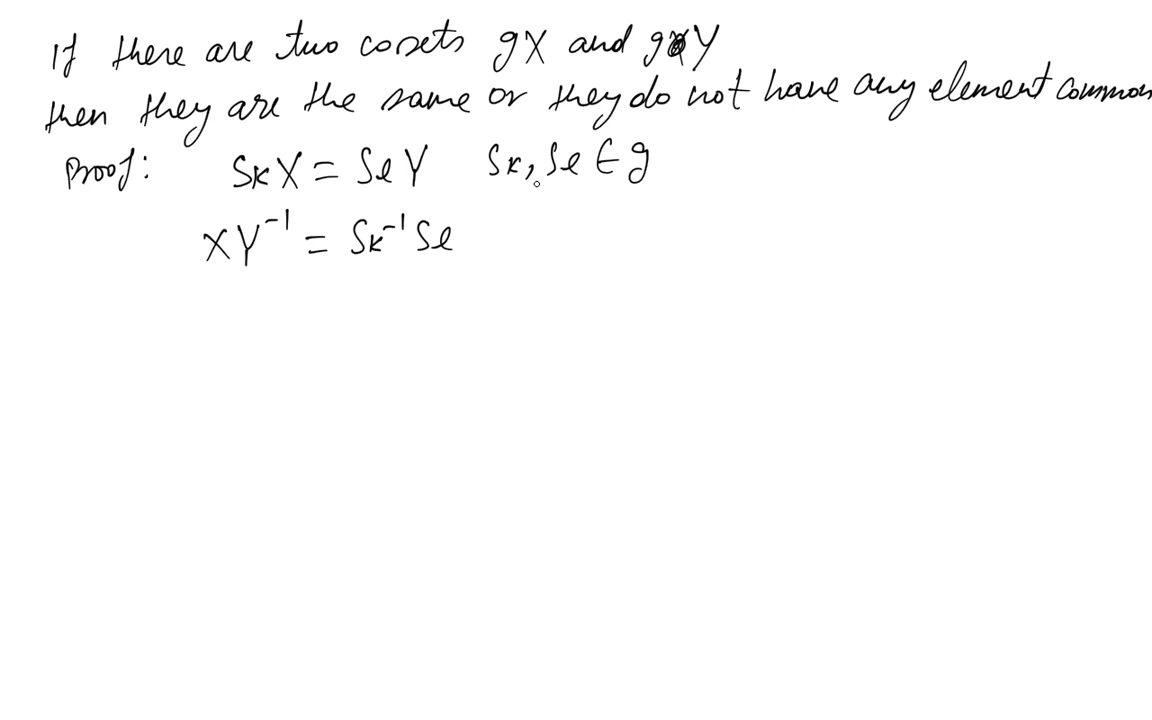 If there are two cosets gX and gY
then they are the same or they do not have any element common
Proof: SkX = SlY Sk, Sl ∈ g
XY⁻¹ = Sk⁻¹Sl